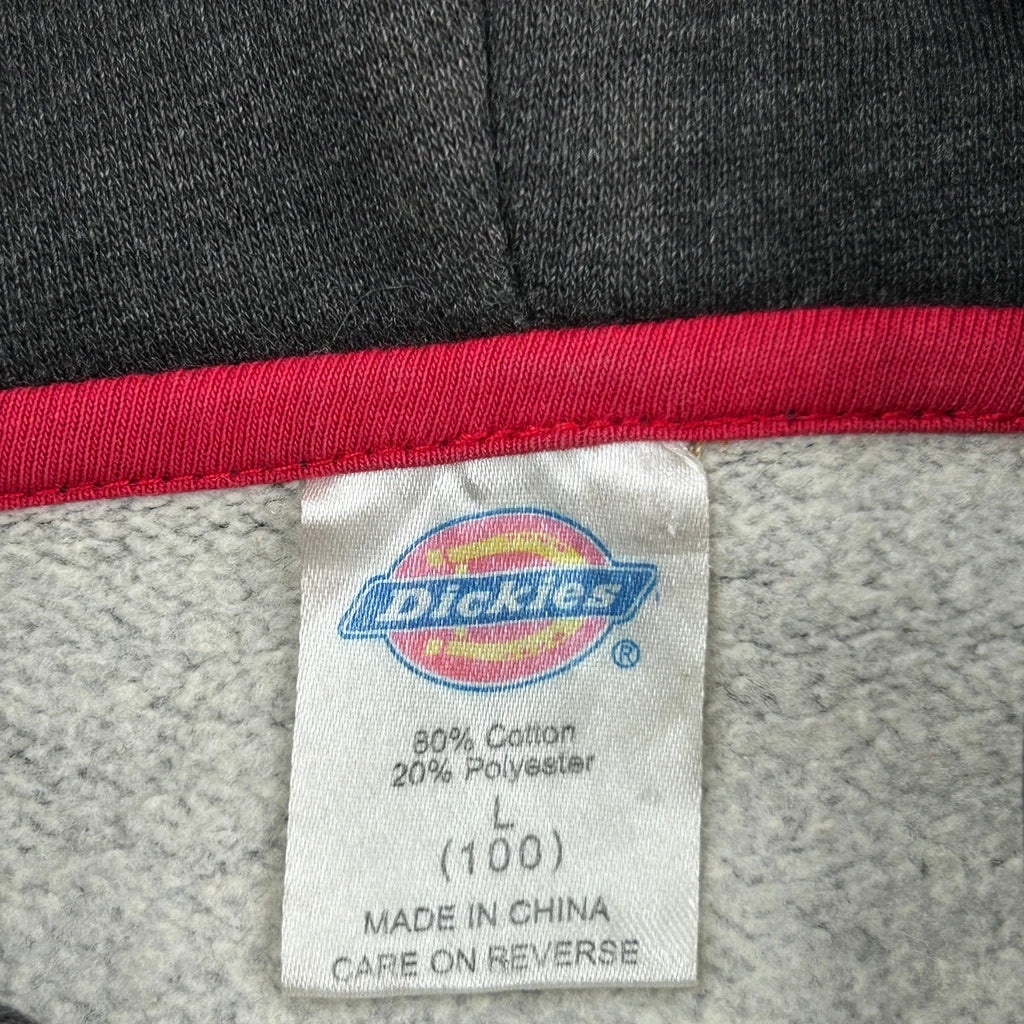 Dickies
®
80% Cotton
20% Polyester
L
(100)
MADE IN CHINA
CARE ON REVERSE